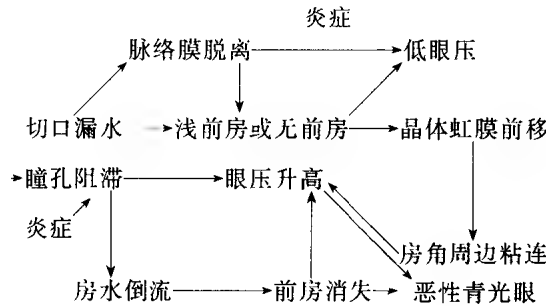 炎症
脉络膜脱离 低眼压
切口漏水 浅前房或无前房 晶体虹膜前移
瞳孔阻滞 眼压升高
炎症
房角周边粘连
房水倒流 前房消失 恶性青光眼